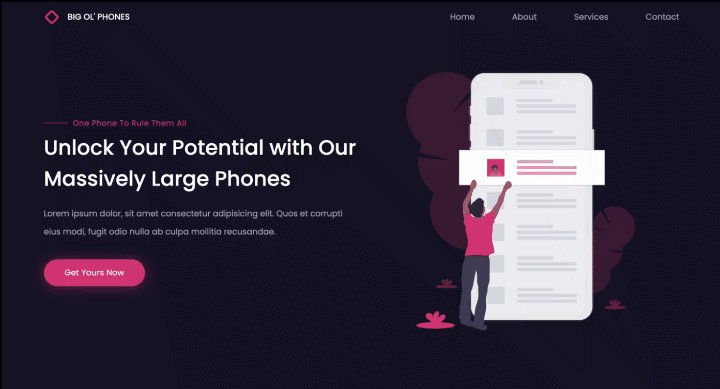 BIG OL' PHONES
Home About Services Contact
One Phone To Rule Them All
Unlock Your Potential with Our
Massively Large Phones
Lorem ipsum dolor, sit amet consectetur adipisicing elit. Quos et corrupti
eius modi, fugit odio nulla ab culpa mollitia recusandae.
Get Yours Now